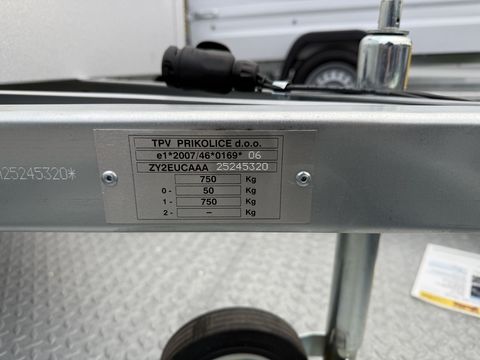 TPV PRIKOLICE d.o.o.
e1*2007/46*0169* 06
ZY2EUCAAA 25245320
750 Kg
0 - 50 Kg
1 - 750 Kg
2 - – Kg
25245320*